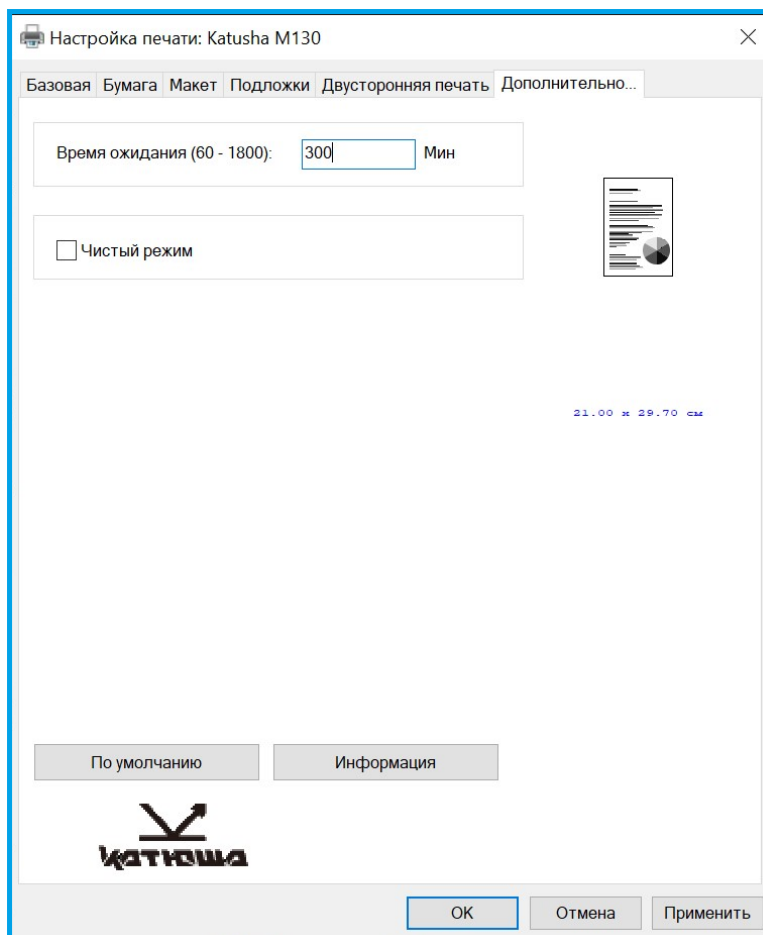 Настройка печати: Katusha M130
Базовая Бумага Макет Подложки Двусторонняя печать Дополнительно...
Время ожидания (60 - 1800): 300 Мин
Чистый режим
21.00 x 29.70 см
По умолчанию Информация
катюша
OK Отмена Применить